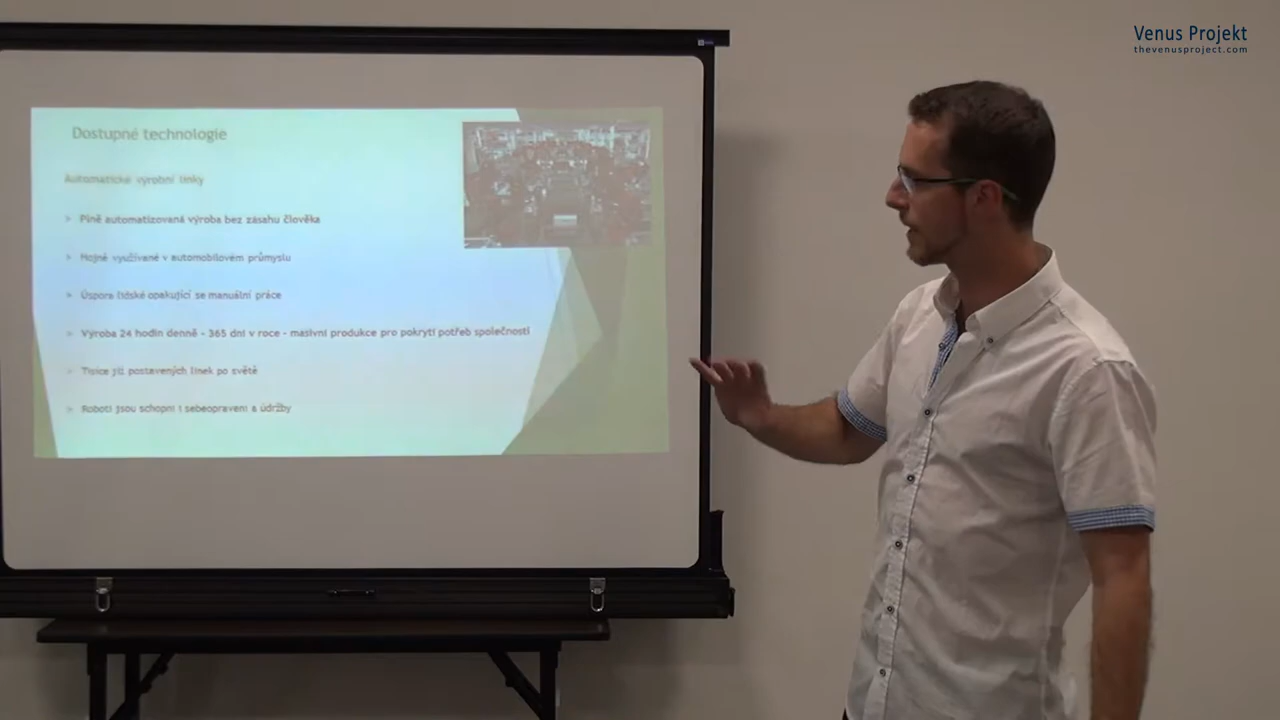 Venus Projekt
thevenusproject.com
Dostupné technologie
Automatické výrobní linky
Plně automatizovaná výroba bez zásahu člověka
Hojně využívané v automobilovém průmyslu
Úspora lidské opakující se manuální práce
Výroba 24 hodin denně - 365 dní v roce - masivní produkce pro pokrytí potřeb společnosti
Tisíce již postavených linek po světě
Roboti jsou schopni i sebeopravení a údržby